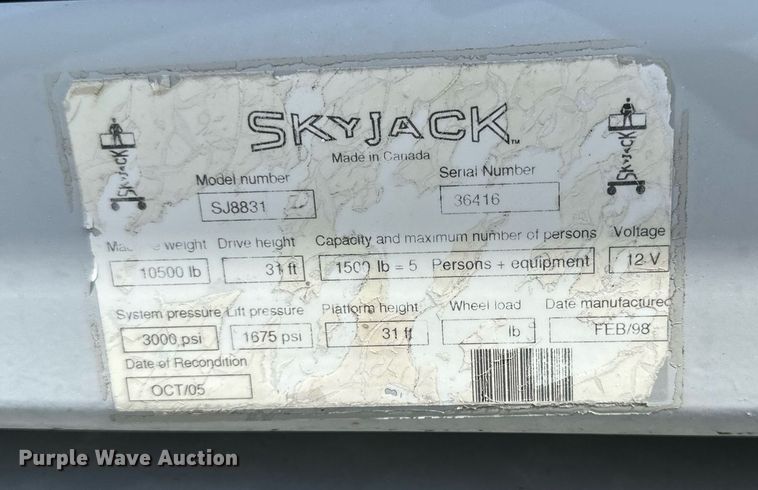 SKYJACK™
Made in Canada
SKYJACK
SKYJACK
Model number
Serial Number
SJ8831
36416
weight Drive height Capacity and maximum number of persons Voltage
10500 lb 31 ft 1500 lb = 5 Persons + equipment 12 V
System pressure Lift pressure Platform height Wheel load Date manufactured
3000 psi 1675 psi 31 ft lb FEB/98
Date of Recondition
OCT/05
Purple Wave Auction